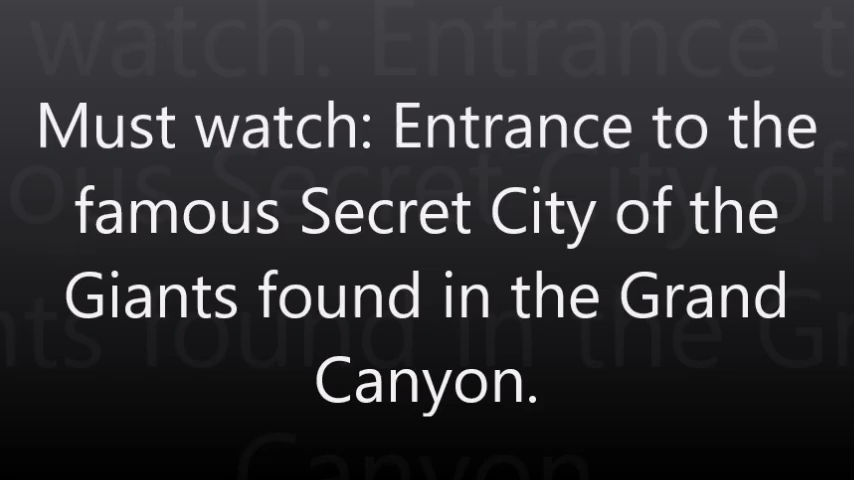 Must watch: Entrance to the
famous Secret City of the
Giants found in the Grand
Canyon.